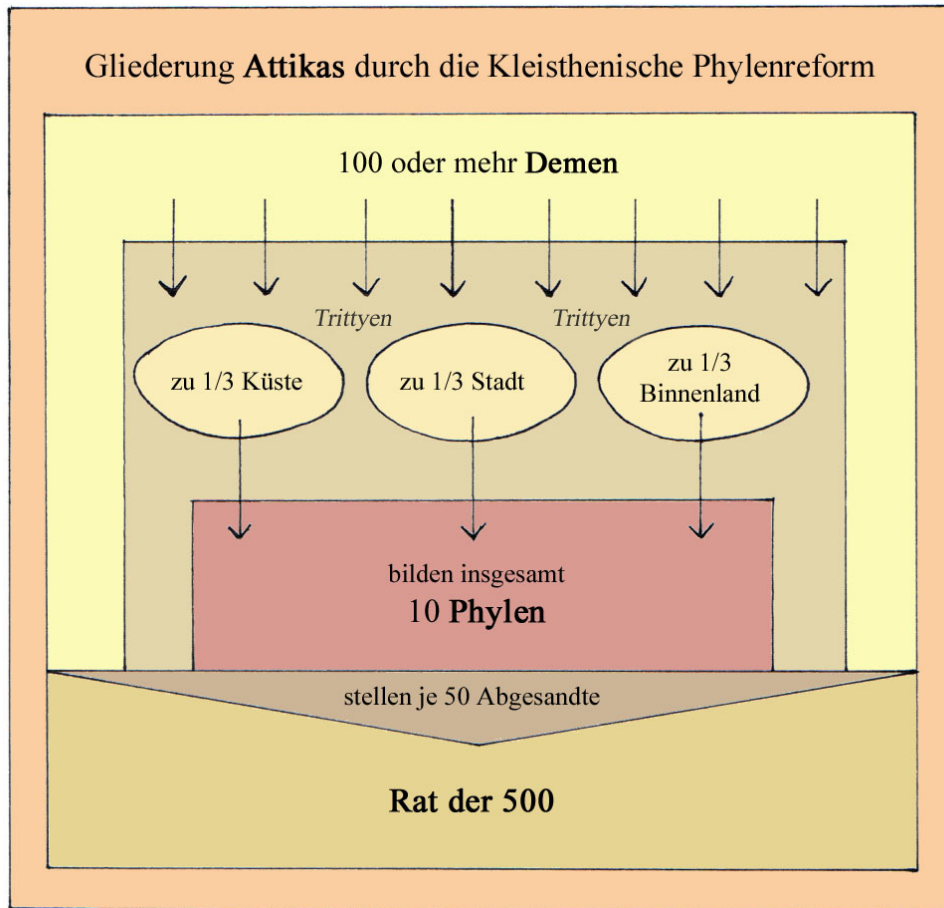 Gliederung Attikas durch die Kleisthenische Phylenreform
100 oder mehr Demen
Trittyen
Trittyen
zu 1/3 Küste
zu 1/3 Stadt
zu 1/3
Binnenland
bilden insgesamt
10 Phylen
stellen je 50 Abgesandte
Rat der 500